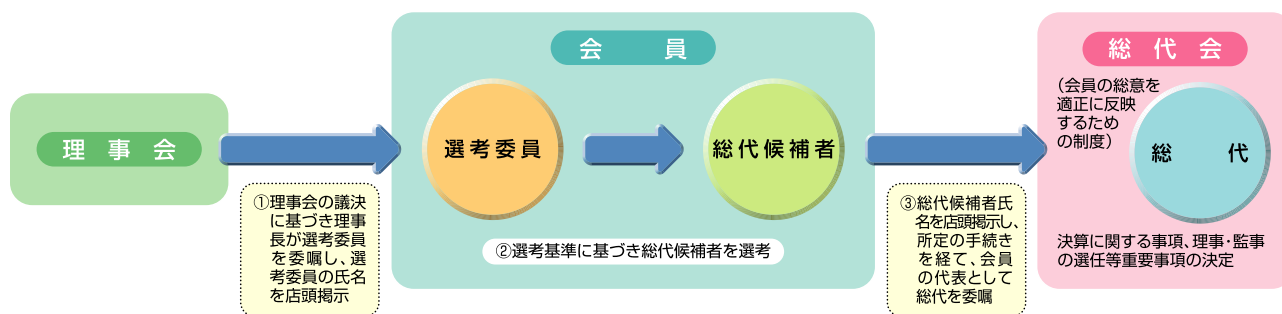 理事会
①理事会の議決
に基づき理事
長が選考委員
を委嘱し、選
考委員の氏名
を店頭掲示
会員
選考委員
総代候補者
②選考基準に基づき総代候補者を選考
③総代候補者氏
名を店頭掲示し、
所定の手続き
を経て、会員
の代表として
総代を委嘱
総代会
(会員の総意を
適正に反映
するため
の制度)
総代
決算に関する事項、理事・監事
の選任等重要事項の決定